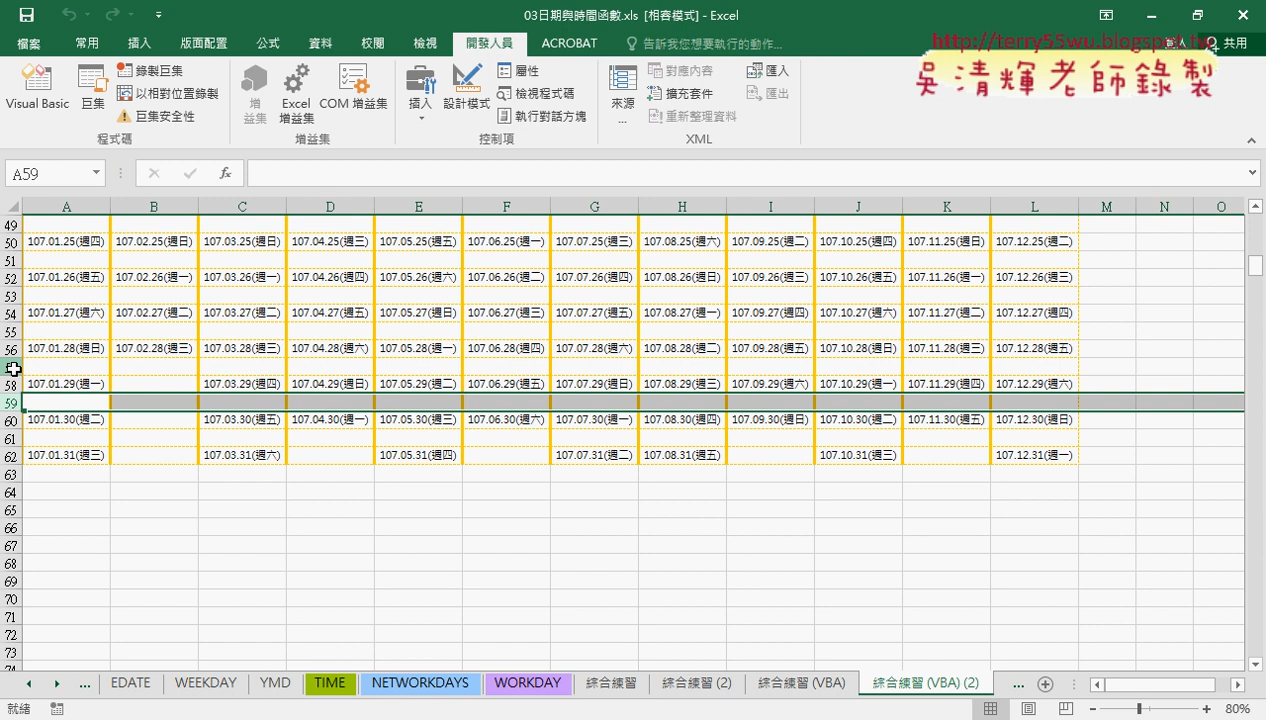 03日期與時間函數.xls [相容模式] - Excel
檔案 常用 插入 版面配置 公式 資料 校閱 檢視 開發人員 ACROBAT 告訴我您想要執行的動作... 共用
http://terry55wu.blogspot.tw
吳清輝老師錄製
Visual Basic 巨集 錄製巨集 以相對位置錄製 巨集安全性 程式碼
增益集 Excel 增益集 COM 增益集 增益集
插入 設計模式 屬性 檢視程式碼 執行對話方塊 控制項
來源... 對應內容 擴充套件 重新整理資料 匯入 匯出 XML
A59 fx
A B C D E F G H I J K L M N O
49
50 107.01.25(週四) 107.02.25(週日) 107.03.25(週日) 107.04.25(週三) 107.05.25(週五) 107.06.25(週一) 107.07.25(週三) 107.08.25(週六) 107.09.25(週二) 107.10.25(週四) 107.11.25(週日) 107.12.25(週二)
51
52 107.01.26(週五) 107.02.26(週一) 107.03.26(週一) 107.04.26(週四) 107.05.26(週六) 107.06.26(週二) 107.07.26(週四) 107.08.26(週日) 107.09.26(週三) 107.10.26(週五) 107.11.26(週一) 107.12.26(週三)
53
54 107.01.27(週六) 107.02.27(週二) 107.03.27(週二) 107.04.27(週五) 107.05.27(週日) 107.06.27(週三) 107.07.27(週五) 107.08.27(週一) 107.09.27(週四) 107.10.27(週六) 107.11.27(週二) 107.12.27(週四)
55
56 107.01.28(週日) 107.02.28(週三) 107.03.28(週三) 107.04.28(週六) 107.05.28(週一) 107.06.28(週四) 107.07.28(週六) 107.08.28(週二) 107.09.28(週五) 107.10.28(週日) 107.11.28(週三) 107.12.28(週五)
58 107.01.29(週一) 107.03.29(週四) 107.04.29(週日) 107.05.29(週二) 107.06.29(週五) 107.07.29(週日) 107.08.29(週三) 107.09.29(週六) 107.10.29(週一) 107.11.29(週四) 107.12.29(週六)
59
60 107.01.30(週二) 107.03.30(週五) 107.04.30(週一) 107.05.30(週三) 107.06.30(週六) 107.07.30(週一) 107.08.30(週四) 107.09.30(週日) 107.10.30(週二) 107.11.30(週五) 107.12.30(週日)
61
62 107.01.31(週三) 107.03.31(週六) 107.05.31(週四) 107.07.31(週二) 107.08.31(週五) 107.10.31(週三) 107.12.31(週一)
63
64
65
66
67
68
69
70
71
72
73
... EDATE WEEKDAY YMD TIME NETWORKDAYS WORKDAY 綜合練習 綜合練習 (2) 綜合練習 (VBA) 綜合練習 (VBA) (2) ...
就緒 80%